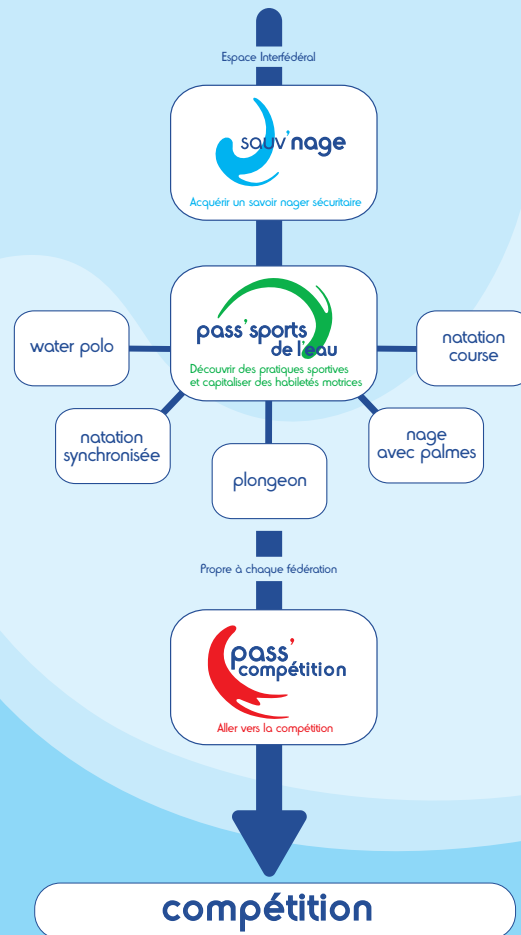 Espace Interfédéral
sauv'nage
Acquérir un savoir nager sécuritaire
pass'sports
de l'eau
Découvrir des pratiques sportives
et capitaliser des habiletés motrices
water polo
natation
course
natation
synchronisée
nage
avec palmes
plongeon
Propre à chaque fédération
pass'
compétition
Aller vers la compétition
compétition